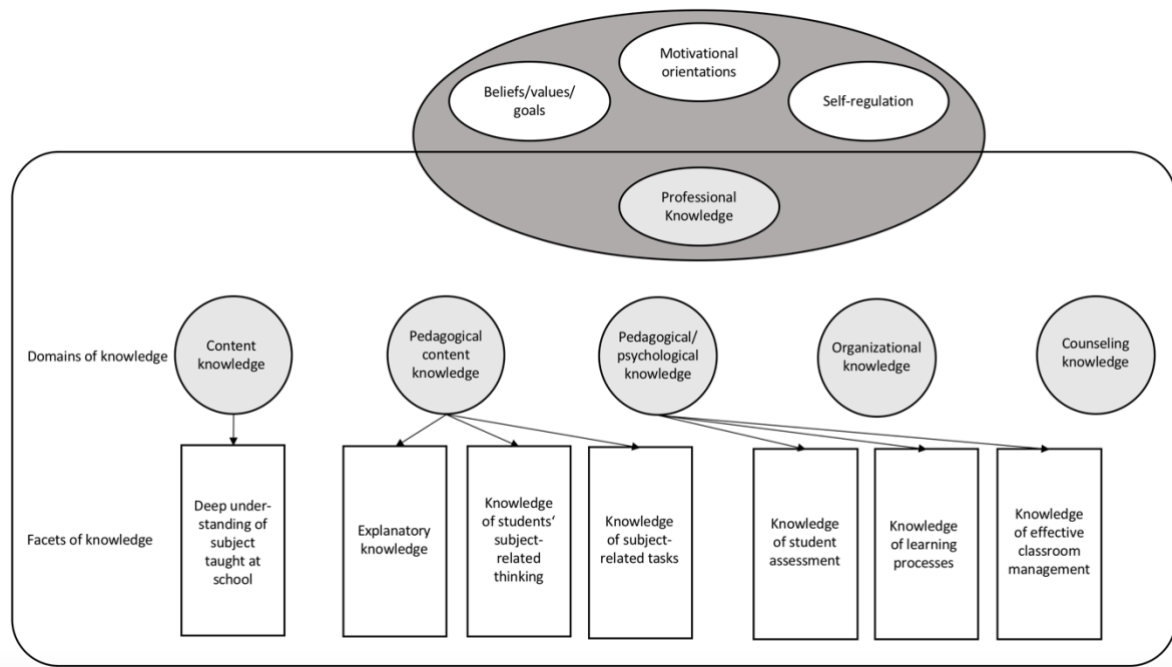 Motivational
orientations
Beliefs/values/
goals
Self-regulation
Professional
Knowledge
Domains of knowledge
Content
knowledge
Pedagogical
content
knowledge
Pedagogical/
psychological
knowledge
Organizational
knowledge
Counseling
knowledge
Facets of knowledge
Deep under-
standing of
subject
taught at
school
Explanatory
knowledge
Knowledge
of students‘
subject-
related
thinking
Knowledge
of subject-
related tasks
Knowledge
of student
assessment
Knowledge
of learning
processes
Knowledge
of effective
classroom
management